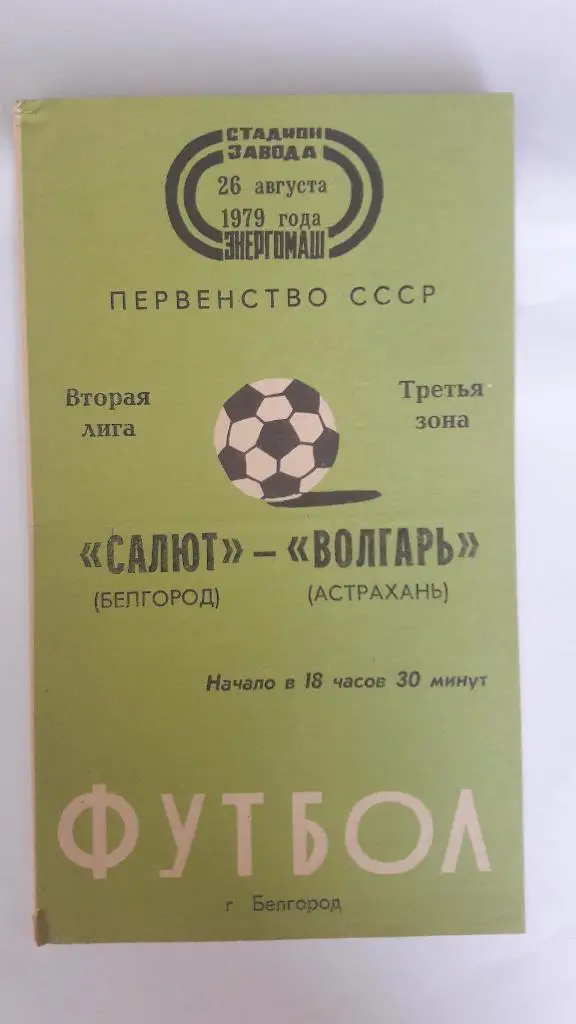 СТАДИОН
ЗАВОДА
26 августа
1979 года
ЭНЕРГОМАШ
ПЕРВЕНСТВО СССР
Вторая
лига
Третья
зона
«САЛЮТ» – «ВОЛГАРЬ»
(БЕЛГОРОД)
(АСТРАХАНЬ)
Начало в 18 часов 30 минут
ФУТБОЛ
г. Белгород